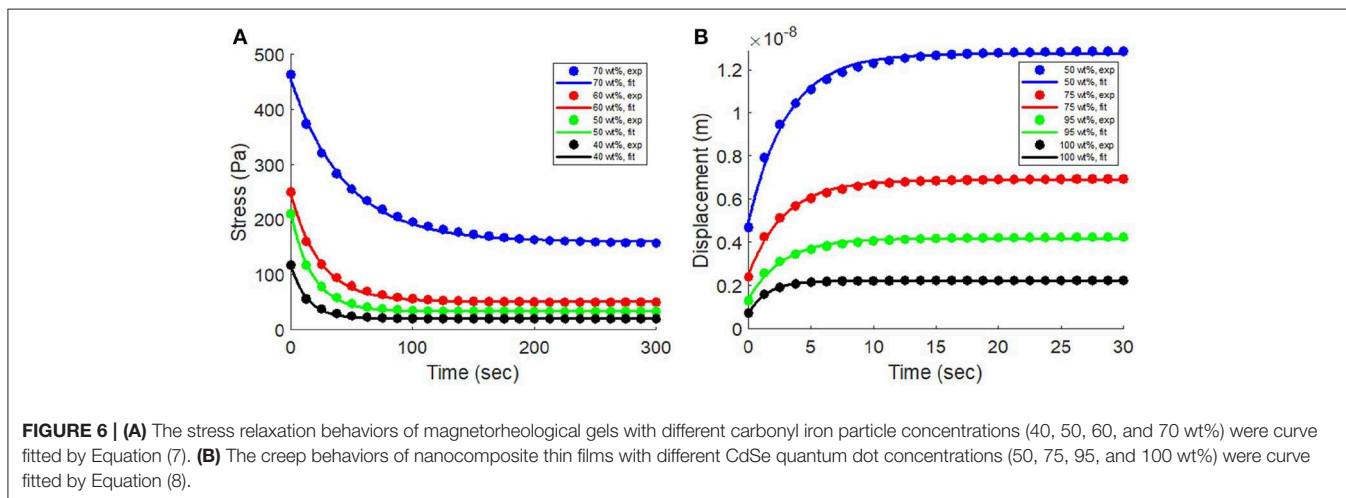 A
500
400
300
200
100
0
Stress (Pa)
0
100
200
300
Time (sec)
70 wt%, exp
70 wt%, fit
60 wt%, exp
60 wt%, fit
50 wt%, exp
50 wt%, fit
40 wt%, exp
40 wt%, fit
B
×10⁻⁸
1.2
1
0.8
0.6
0.4
0.2
0
Displacement (m)
0
5
10
15
20
25
30
Time (sec)
50 wt%, exp
50 wt%, fit
75 wt%, exp
75 wt%, fit
95 wt%, exp
95 wt%, fit
100 wt%, exp
100 wt%, fit
FIGURE 6 | (A) The stress relaxation behaviors of magnetorheological gels with different carbonyl iron particle concentrations (40, 50, 60, and 70 wt%) were curve
fitted by Equation (7). (B) The creep behaviors of nanocomposite thin films with different CdSe quantum dot concentrations (50, 75, 95, and 100 wt%) were curve
fitted by Equation (8).